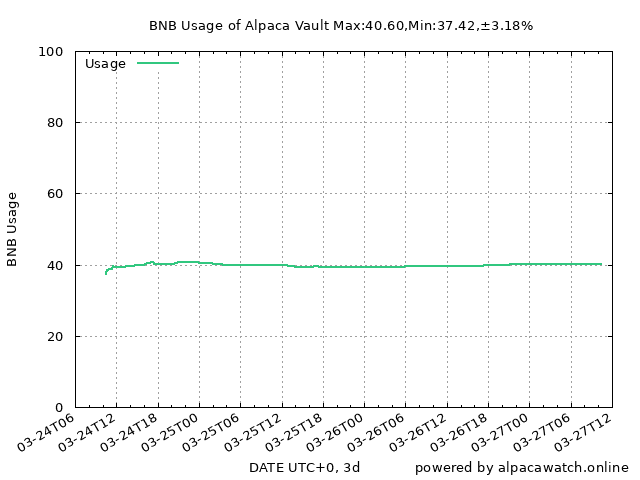 BNB Usage of Alpaca Vault Max:40.60,Min:37.42,±3.18%
Usage
100
80
60
40
20
0
BNB Usage
03-24T06
03-24T12
03-24T18
03-25T00
03-25T06
03-25T12
03-25T18
03-26T00
03-26T06
03-26T12
03-26T18
03-27T00
03-27T06
03-27T12
DATE UTC+0, 3d
powered by alpacawatch.online